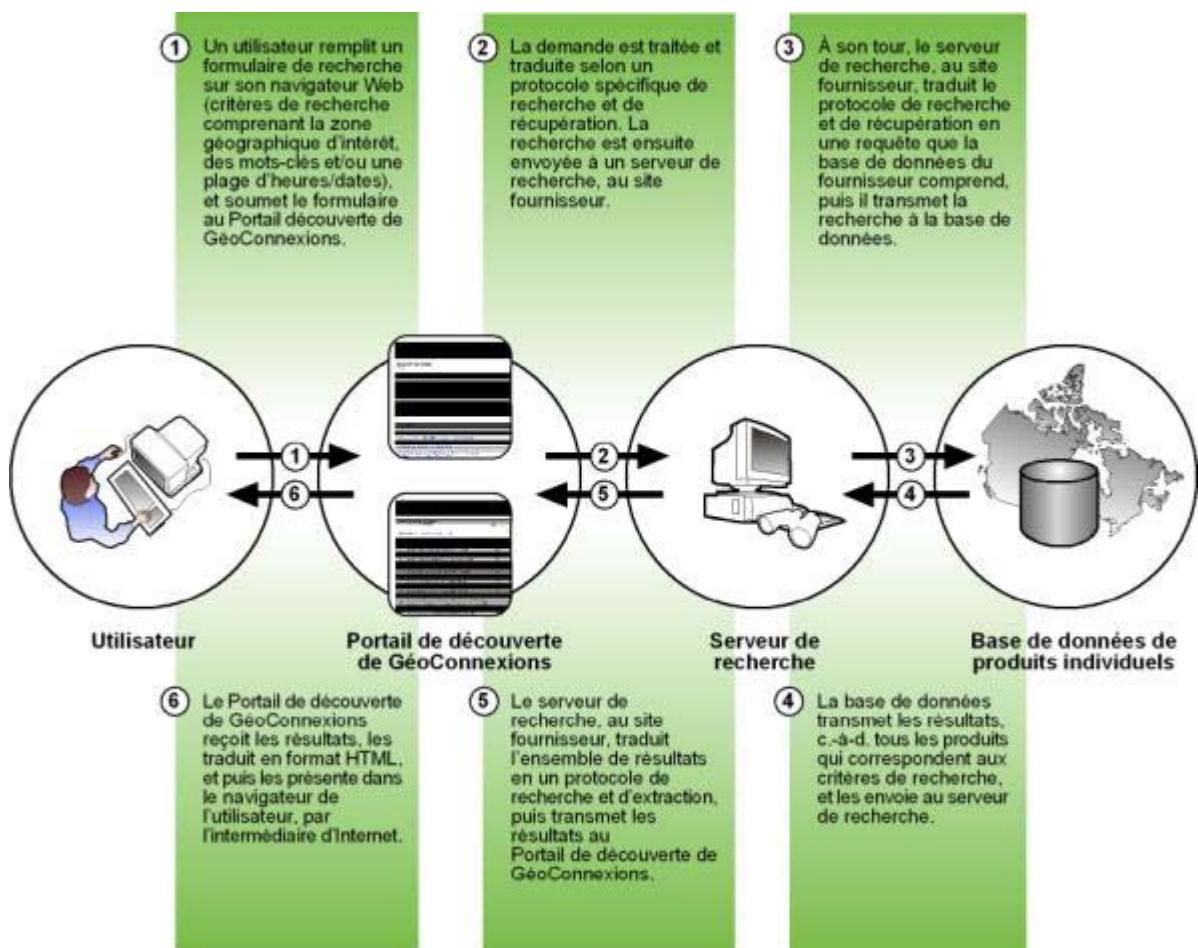 1 Un utilisateur remplit un
formulaire de recherche
sur son navigateur Web
(critères de recherche
comprenant la zone
géographique d'intérêt,
des mots-clés et/ou une
plage d'heures/dates),
et soumet le formulaire
au Portail découverte de
GéoConnexions.
2 La demande est traitée et
traduite selon un
protocole spécifique de
recherche et de
récupération. La
recherche est ensuite
envoyée à un serveur de
recherche, au site
fournisseur.
3 À son tour, le serveur
de recherche, au site
fournisseur, traduit le
protocole de recherche
et de récupération en
une requête que la
base de données du
fournisseur comprend,
puis il transmet la
recherche à la base de
données.
1
2
3
6
5
4
Utilisateur
Portail de découverte
de GéoConnexions
Serveur de
recherche
Base de données de
produits individuels
6 Le Portail de découverte
de GéoConnexions
reçoit les résultats, les
traduit en format HTML,
et puis les présente dans
le navigateur de
l'utilisateur, par
l'intermédiaire d'Internet.
5 Le serveur de
recherche, au site
fournisseur, traduit
l'ensemble de résultats
en un protocole de
recherche et d'extraction,
puis transmet les
résultats au
Portail de découverte de
GéoConnexions.
4 La base de données
transmet les résultats,
c.-à-d. tous les produits
qui correspondent aux
critères de recherche,
et les envoie au serveur
de recherche.